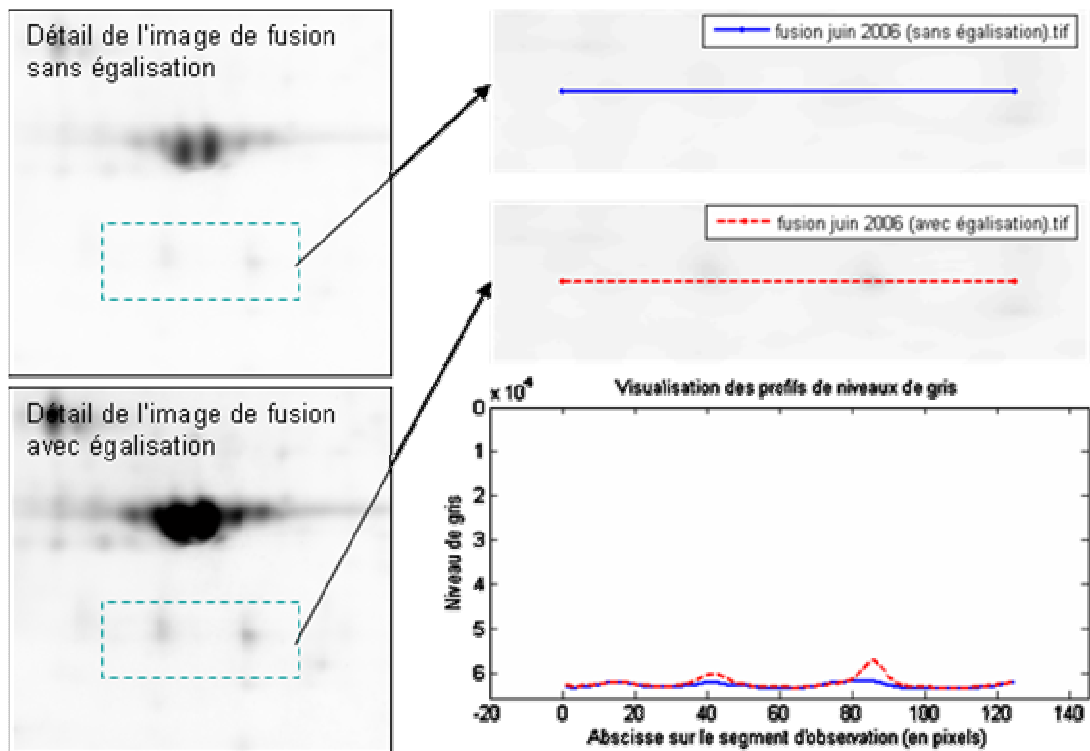 Détail de l'image de fusion
sans égalisation
fusion juin 2006 (sans égalisation).tif
fusion juin 2006 (avec égalisation).tif
Détail de l'image de fusion
avec égalisation
x 10⁴
Visualisation des profils de niveaux de gris
0
1
2
3
4
5
6
Niveau de gris
-20 0 20 40 60 80 100 120 140
Abscisse sur le segment d'observation (en pixels)